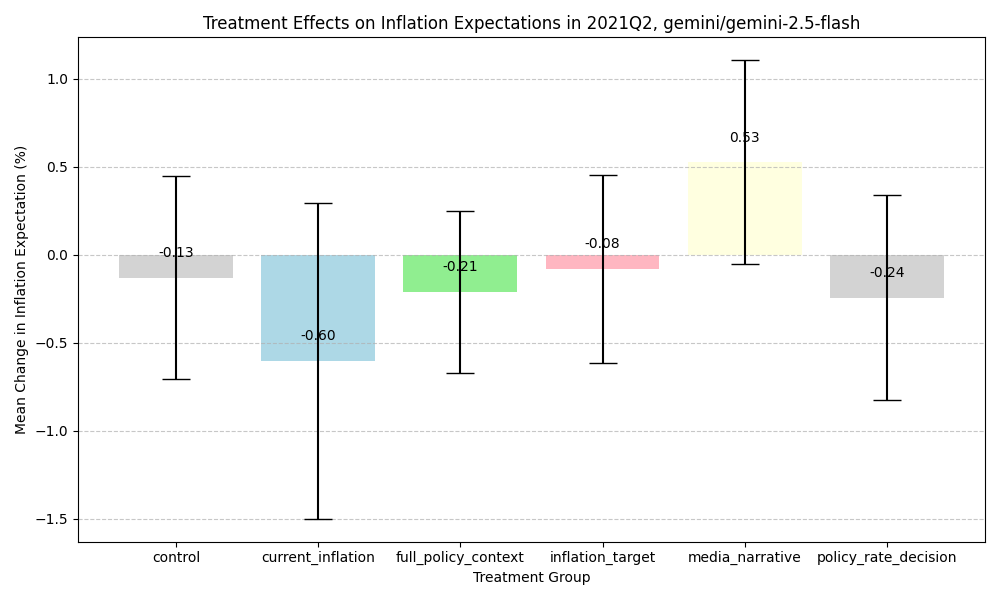 Treatment Effects on Inflation Expectations in 2021Q2, gemini/gemini-2.5-flash
Mean Change in Inflation Expectation (%)
1.0
0.5
0.0
−0.5
−1.0
−1.5
-0.13
-0.60
-0.21
-0.08
0.53
-0.24
control
current_inflation
full_policy_context
inflation_target
media_narrative
policy_rate_decision
Treatment Group